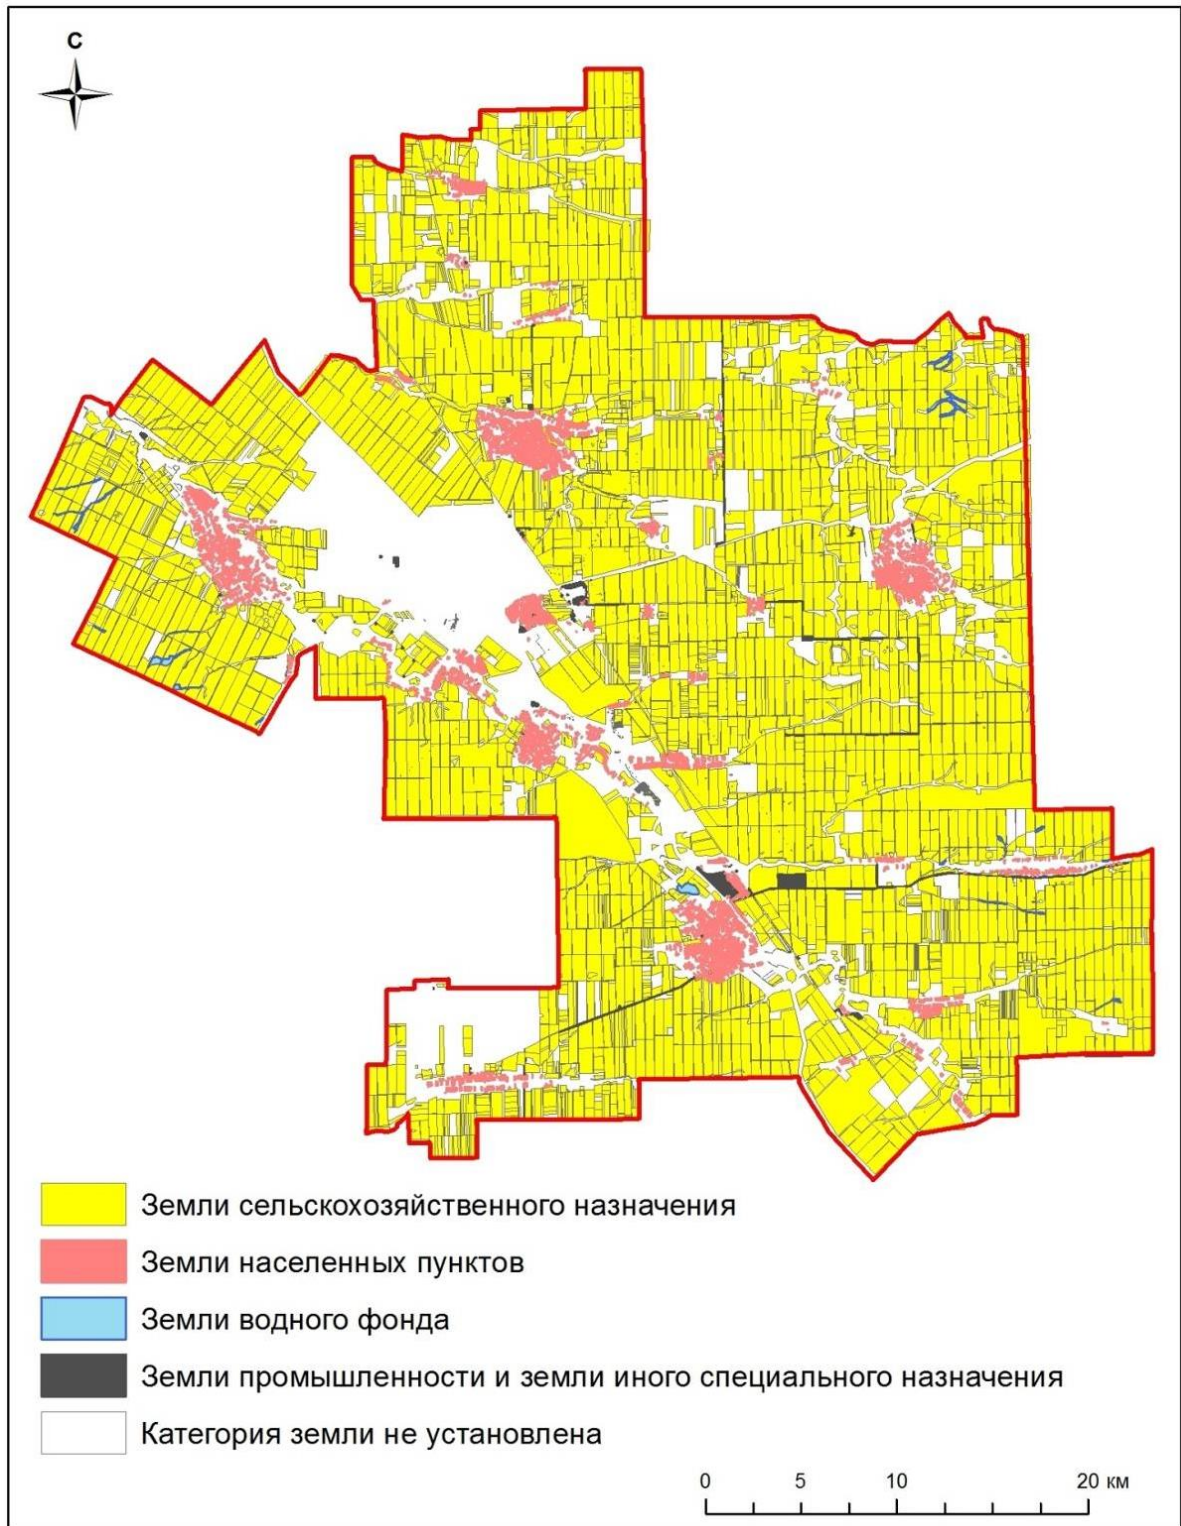 С
Земли сельскохозяйственного назначения
Земли населенных пунктов
Земли водного фонда
Земли промышленности и земли иного специального назначения
Категория земли не установлена
0 5 10 20 км